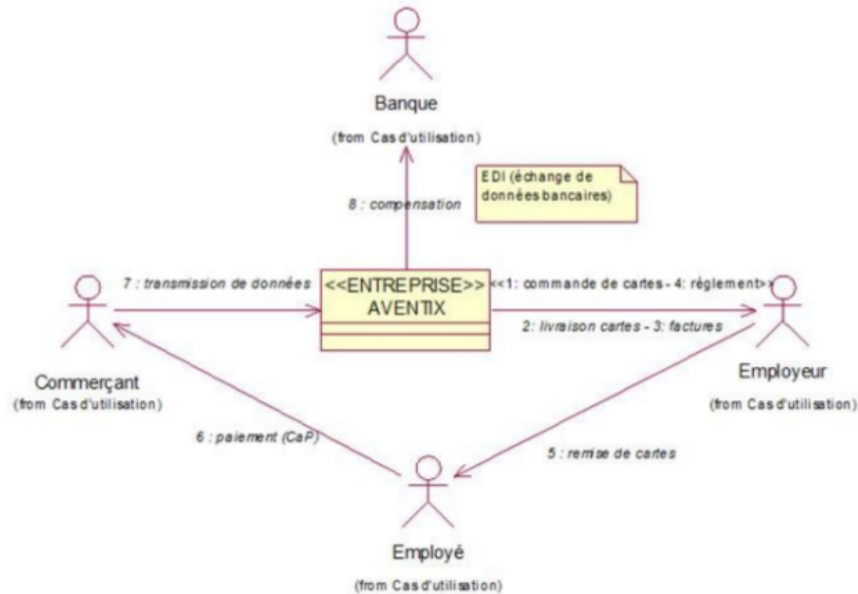 Banque
(from Cas d'utilisation)
EDI (échange de
données bancaires)
8 : compensation
7 : transmission de données
<<ENTREPRISE>>
AVENTIX
<<1: commande de cartes - 4: réglement>>
2: livraison cartes - 3: factures
Commerçant
(from Cas d'utilisation)
Employeur
(from Cas d'utilisation)
6 : paiement (CaP)
5 : remise de cartes
Employé
(from Cas d'utilisation)